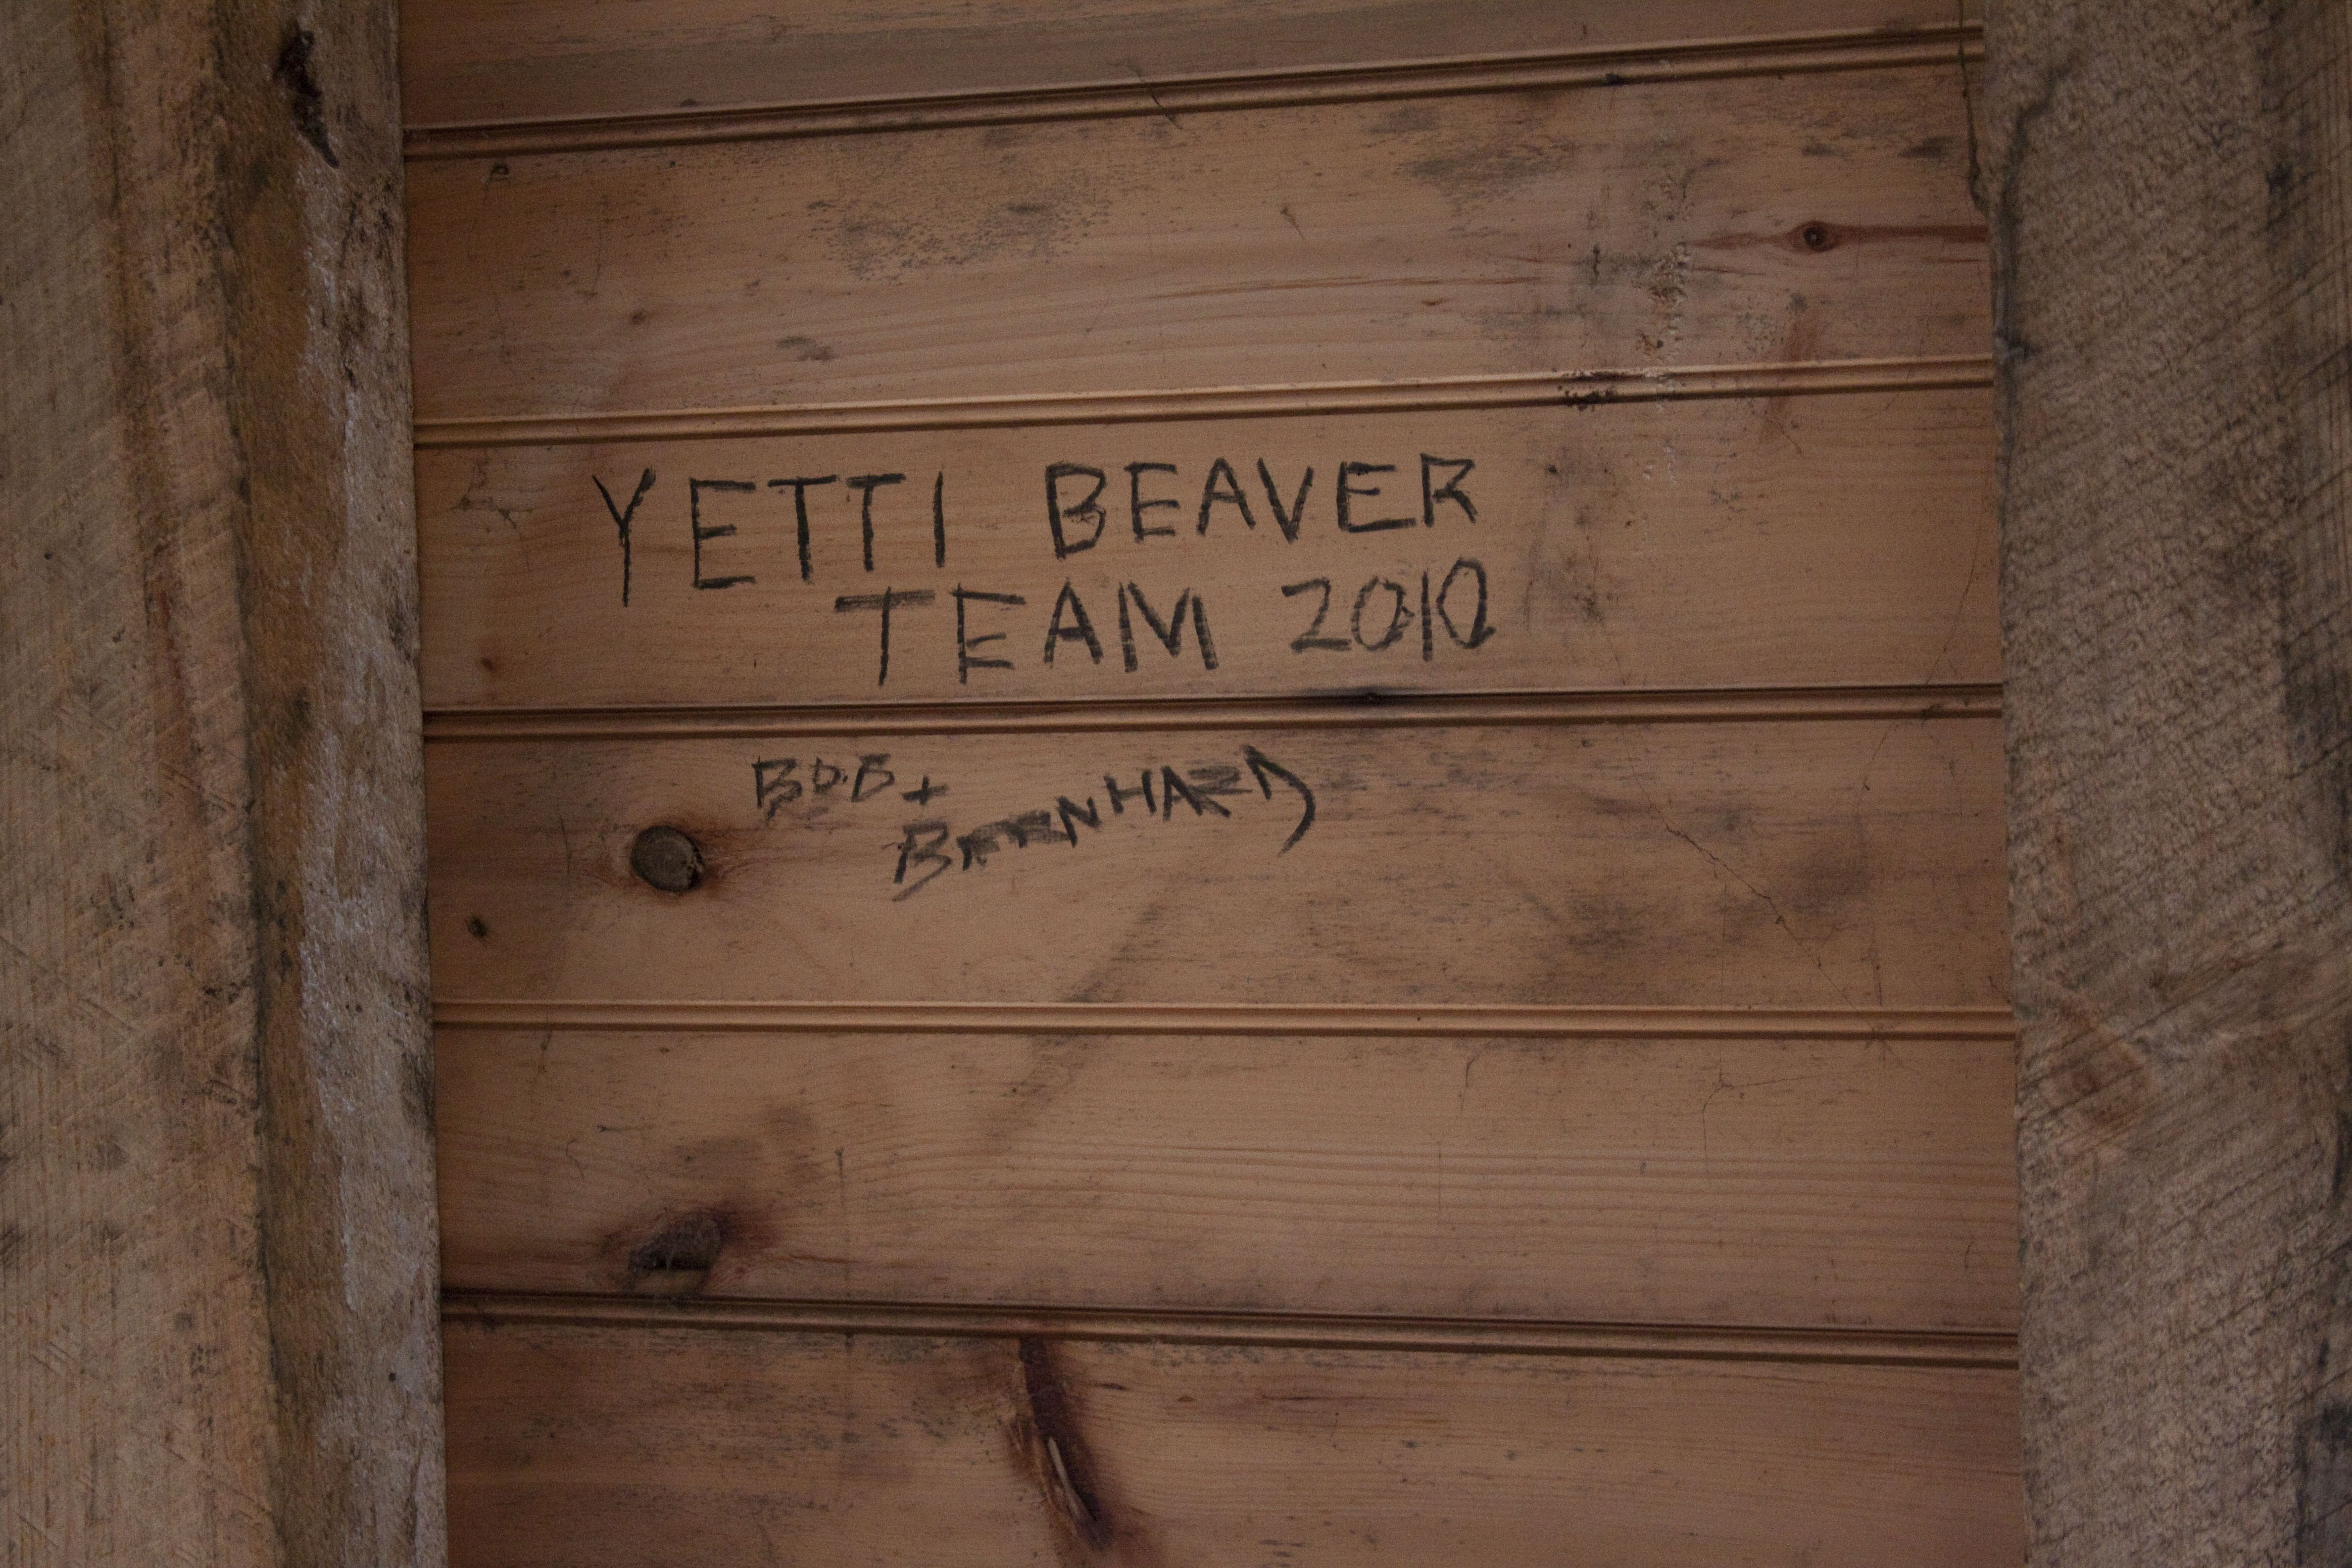 YETTI BEAVER
TEAM 2010
BOB +
BERNHARD